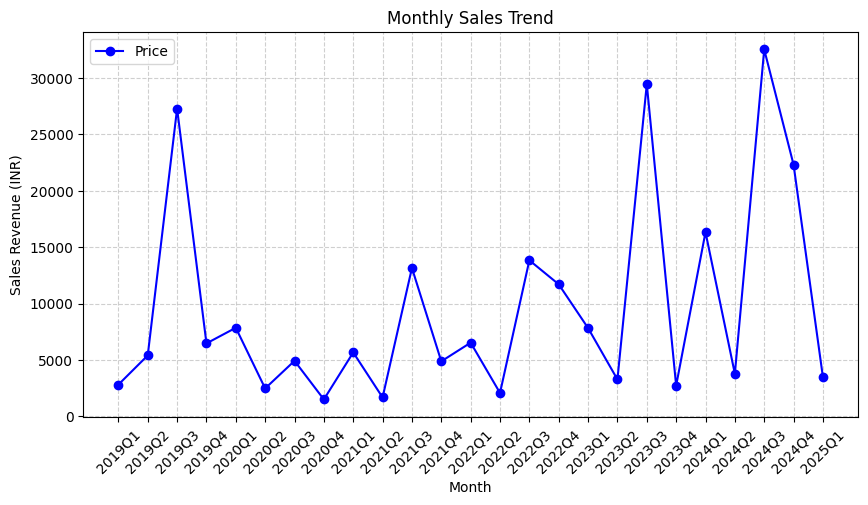 Monthly Sales Trend
Price
Sales Revenue (INR)
30000
25000
20000
15000
10000
5000
0
2019Q1
2019Q2
2019Q3
2019Q4
2020Q1
2020Q2
2020Q3
2020Q4
2021Q1
2021Q2
2021Q3
2021Q4
2022Q1
2022Q2
2022Q3
2022Q4
2023Q1
2023Q2
2023Q3
2023Q4
2024Q1
2024Q2
2024Q3
2024Q4
2025Q1
Month